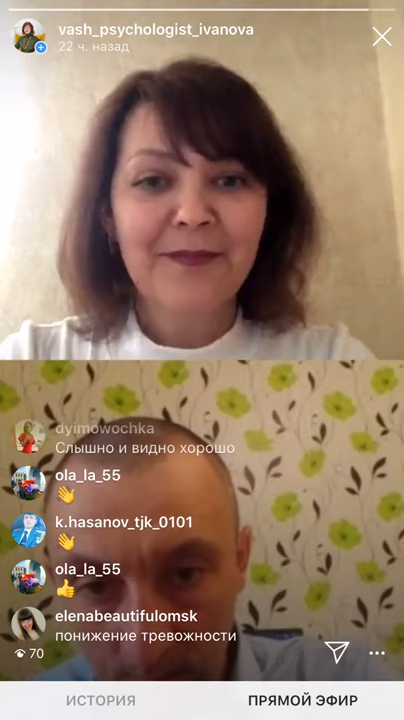 vash_psychologist_ivanova
22 ч. назад
dyimowochka
Слышно и видно хорошо
ola_la_55
👋
k.hasanov_tjk_0101
👋
ola_la_55
👍
elenabeautifulomsk
понижение тревожности
70
ИСТОРИЯ
ПРЯМОЙ ЭФИР